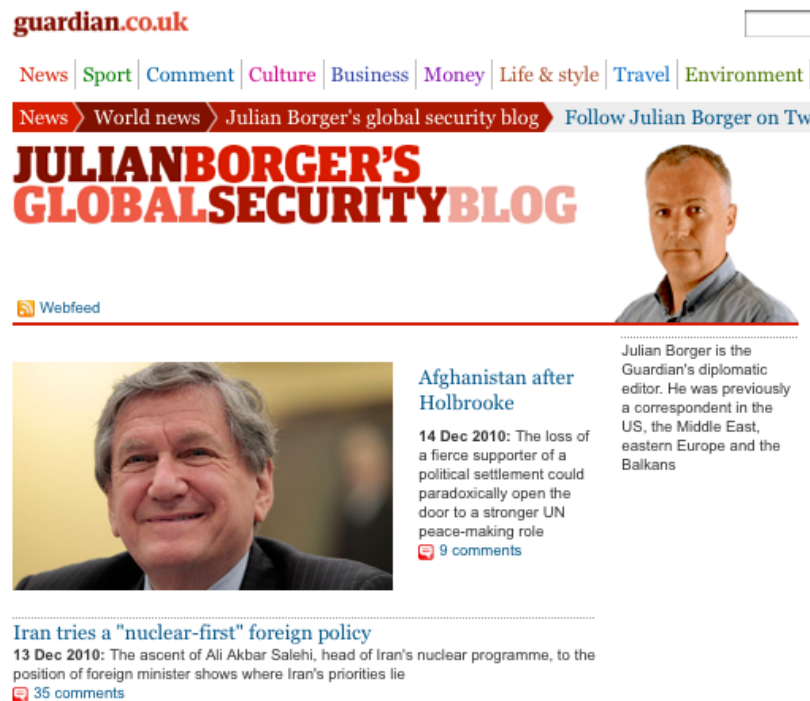 guardian.co.uk
News Sport Comment Culture Business Money Life & style Travel Environment
News World news Julian Borger's global security blog Follow Julian Borger on Tw
JULIANBORGER'S
GLOBALSECURITYBLOG
Webfeed
Julian Borger is the
Guardian's diplomatic
editor. He was previously
a correspondent in the
US, the Middle East,
eastern Europe and the
Balkans
Afghanistan after
Holbrooke
14 Dec 2010: The loss of
a fierce supporter of a
political settlement could
paradoxically open the
door to a stronger UN
peace-making role
9 comments
Iran tries a "nuclear-first" foreign policy
13 Dec 2010: The ascent of Ali Akbar Salehi, head of Iran's nuclear programme, to the
position of foreign minister shows where Iran's priorities lie
35 comments